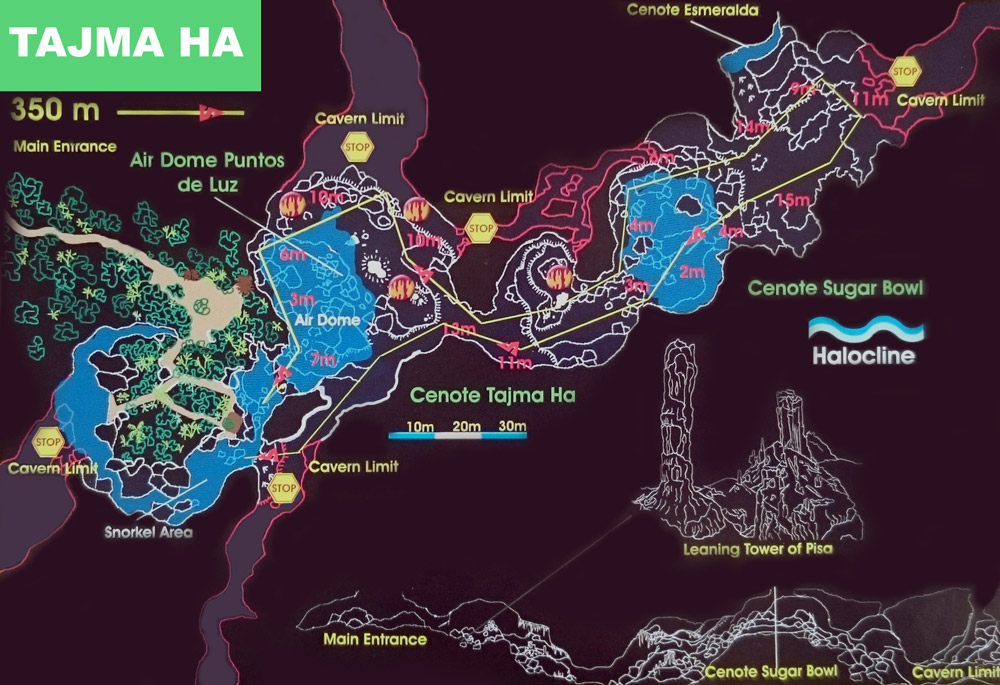 TAJMA HA
350 m
Main Entrance
Air Dome Puntos
de Luz
Cavern Limit
STOP
Cavern Limit
STOP
Cenote Esmeralda
STOP
Cavern Limit
9m
11m
14m
8m
15m
10m
10m
6m
3m
Air Dome
7m
4m
4m
2m
3m
13m
11m
Cenote Sugar Bowl
Halocline
Cenote Tajma Ha
10m 20m 30m
STOP
Cavern Limit
Cavern Limit
STOP
Snorkel Area
Leaning Tower of Pisa
Main Entrance
Cenote Sugar Bowl
Cavern Limit